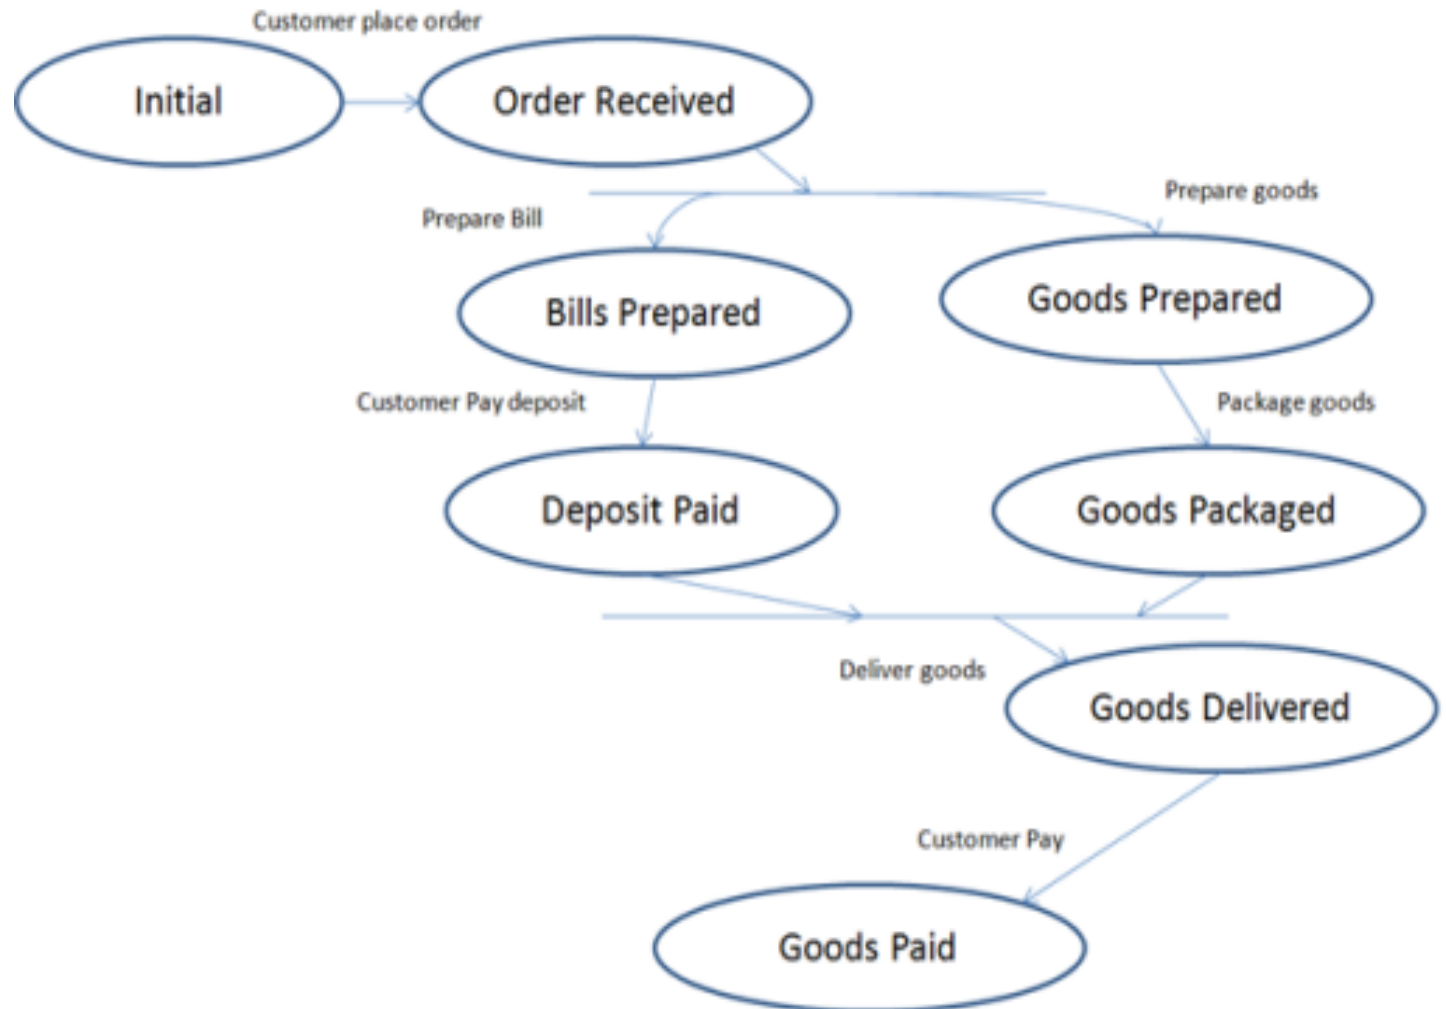 Customer place order
Initial
Order Received
Prepare goods
Prepare Bill
Goods Prepared
Bills Prepared
Customer Pay deposit
Package goods
Deposit Paid
Goods Packaged
Deliver goods
Goods Delivered
Customer Pay
Goods Paid